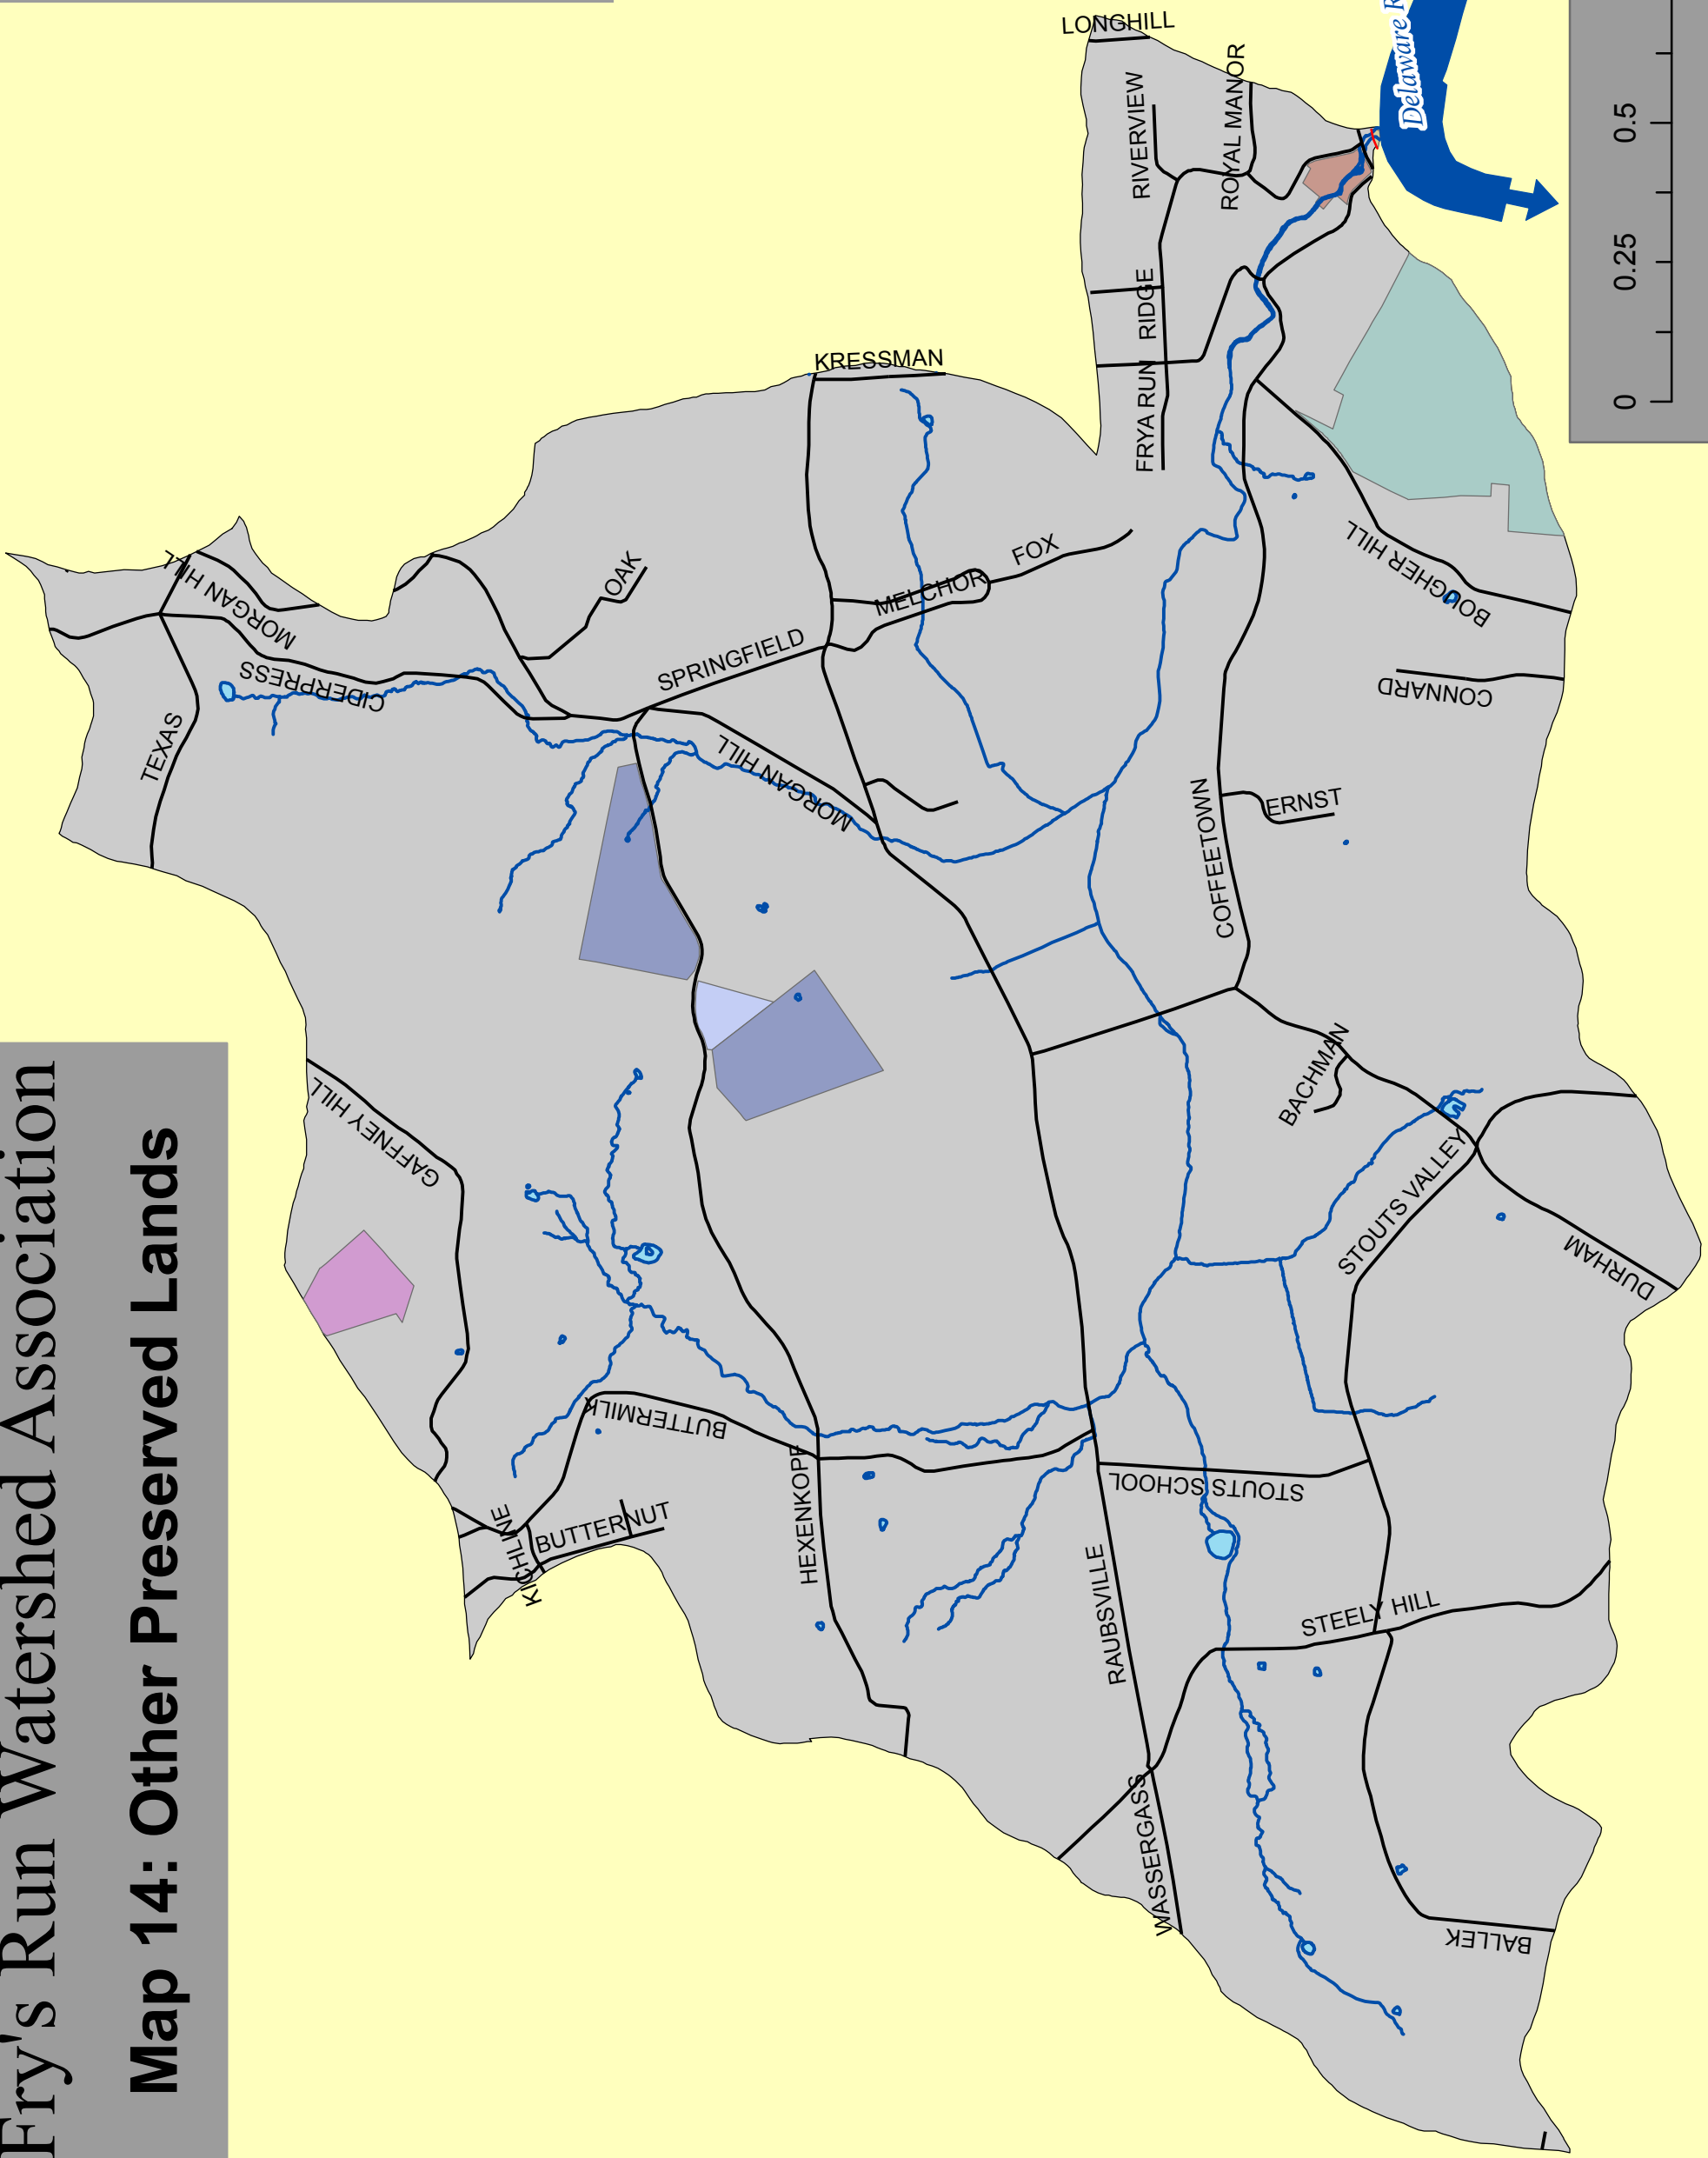 Fry's Run Watershed Association
Map 14: Other Preserved Lands
LONGHILL
RIVERVIEW
ROYAL MANOR
Delaware R
0.5
0.25
0
RIDGE
FRYA RUN
KRESSMAN
MORGAN HILL
OAK
FOX
MELCHOR
BOUGHER HILL
CIDERPRESS
SPRINGFIELD
CONNARD
TEXAS
MORGAN HILL
COFFEETOWN
ERNST
GAFFNEY HILL
BACHMAN
STOUTS VALLEY
DURHAM
BUTTERMILK
HEXENKOPF
STOUTS SCHOOL
KICHLINE
BUTTERNUT
RAUBSVILLE
STEELY HILL
WASSERGASS
BALLEK